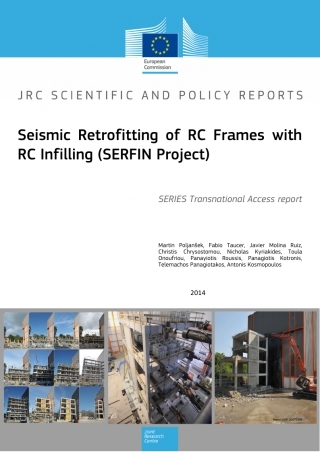 European
Commission
JRC SCIENTIFIC AND POLICY REPORTS
Seismic Retrofitting of RC Frames with
RC Infilling (SERFIN Project)
SERIES Transnational Access report
Martin Poljanšek, Fabio Taucer, Javier Molina Ruiz,
Christis Chrysostomou, Nicholas Kyriakides, Toula
Onoufriou, Panayiotis Roussis, Panagiotis Kotronis,
Telemachos Panagiotakos, Antonis Kosmopoulos
2014
Joint
Research
Centre